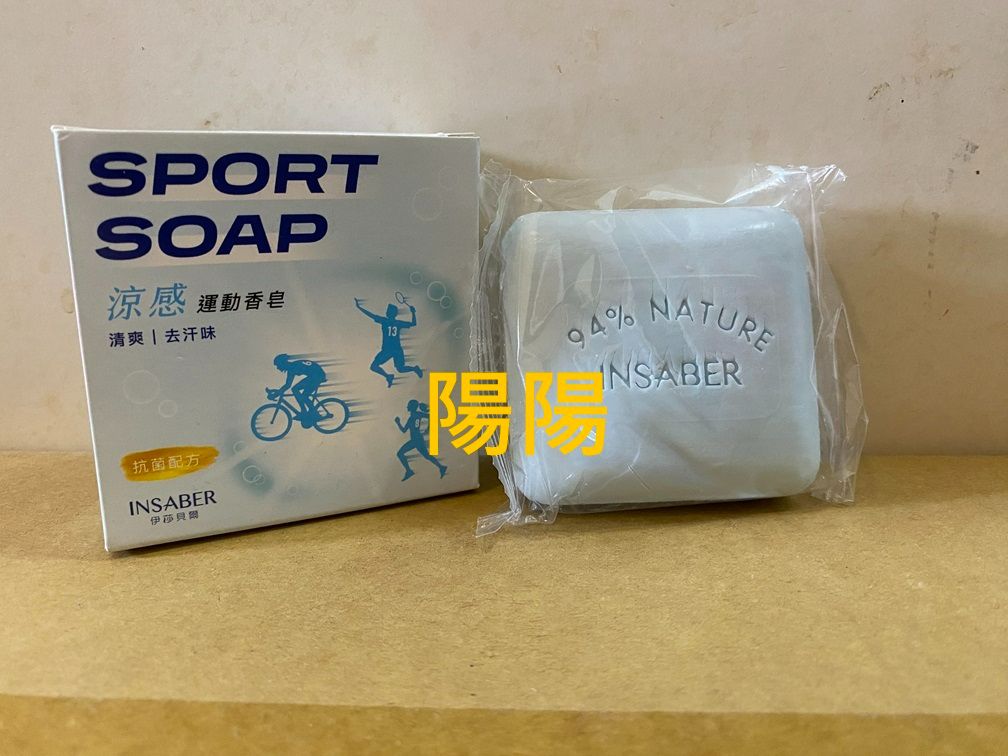 SPORT
SOAP
涼感 運動香皂
清爽 | 去汗味
13
8
抗菌配方
INSABER
伊莎貝爾
94% NATURE
INSABER
陽陽